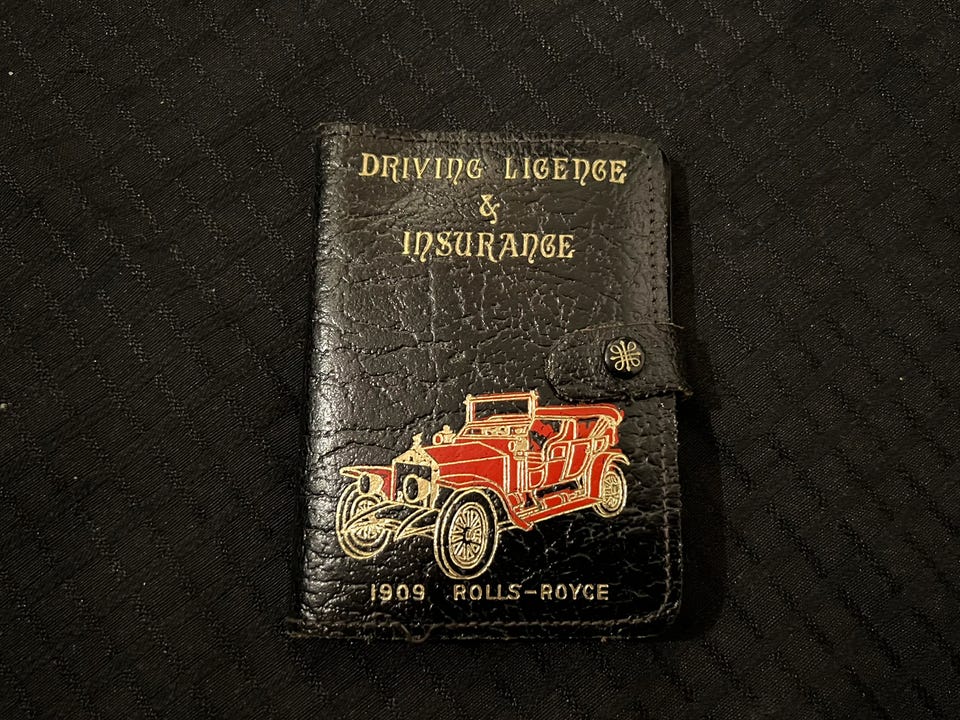 DRIVING LICENCE
&
INSURANCE
1909 ROLLS-ROYCE